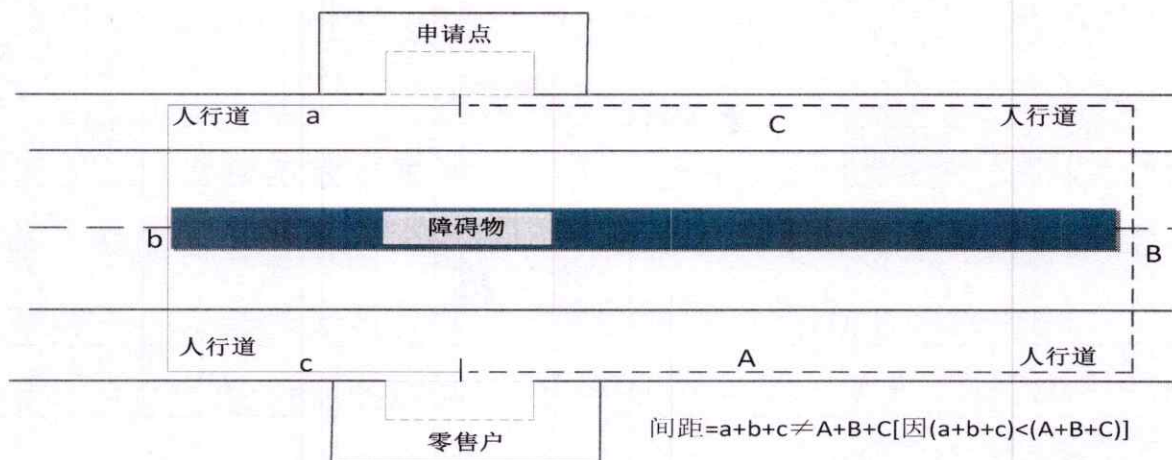 申请点
人行道 a C 人行道
障碍物
b B
人行道 c A 人行道
零售户
间距=a+b+c≠A+B+C[因(a+b+c)<(A+B+C)]